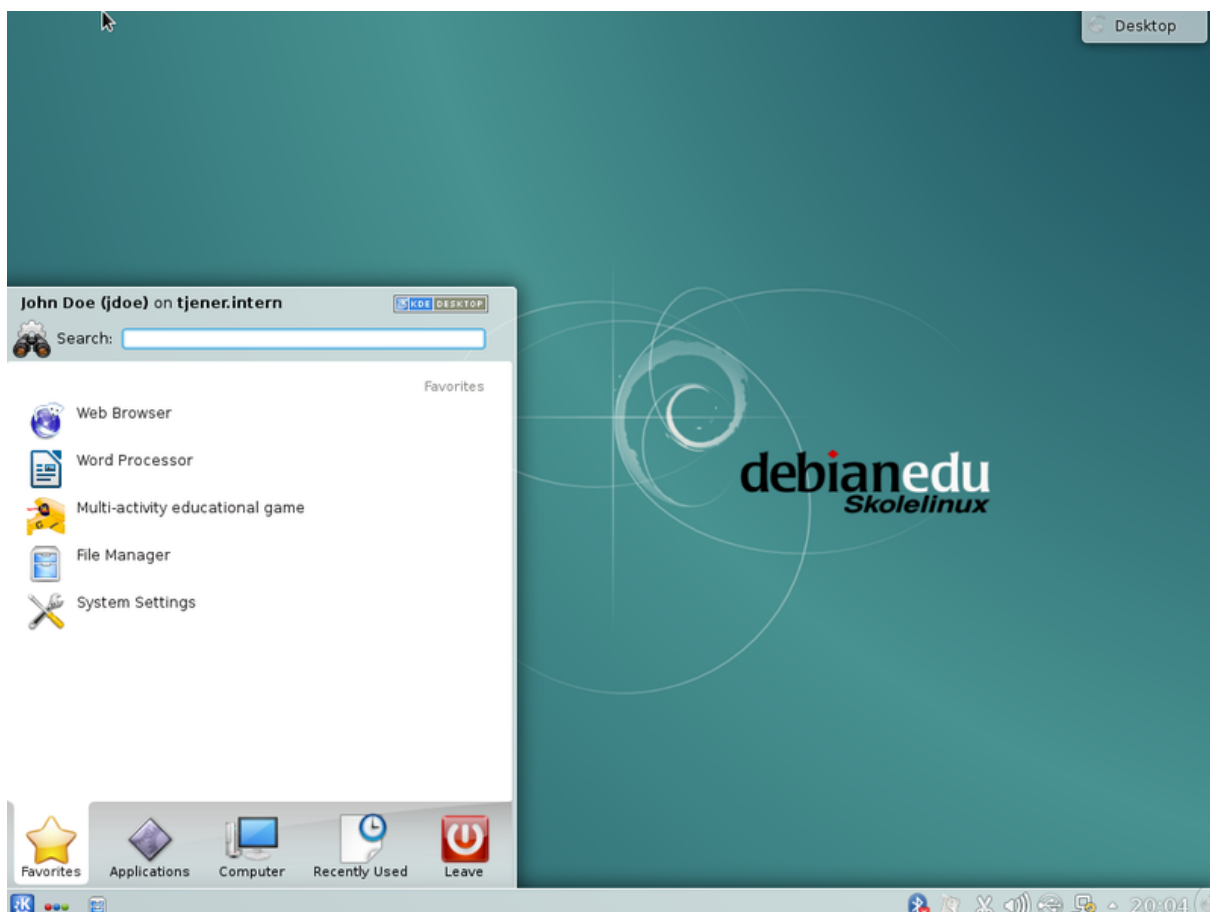 Desktop
John Doe (jdoe) on tjener.intern
KDE DESKTOP
Search:
Favorites
Web Browser
Word Processor
Multi-activity educational game
File Manager
System Settings
debianedu
Skolelinux
Favorites Applications Computer Recently Used Leave
20:04